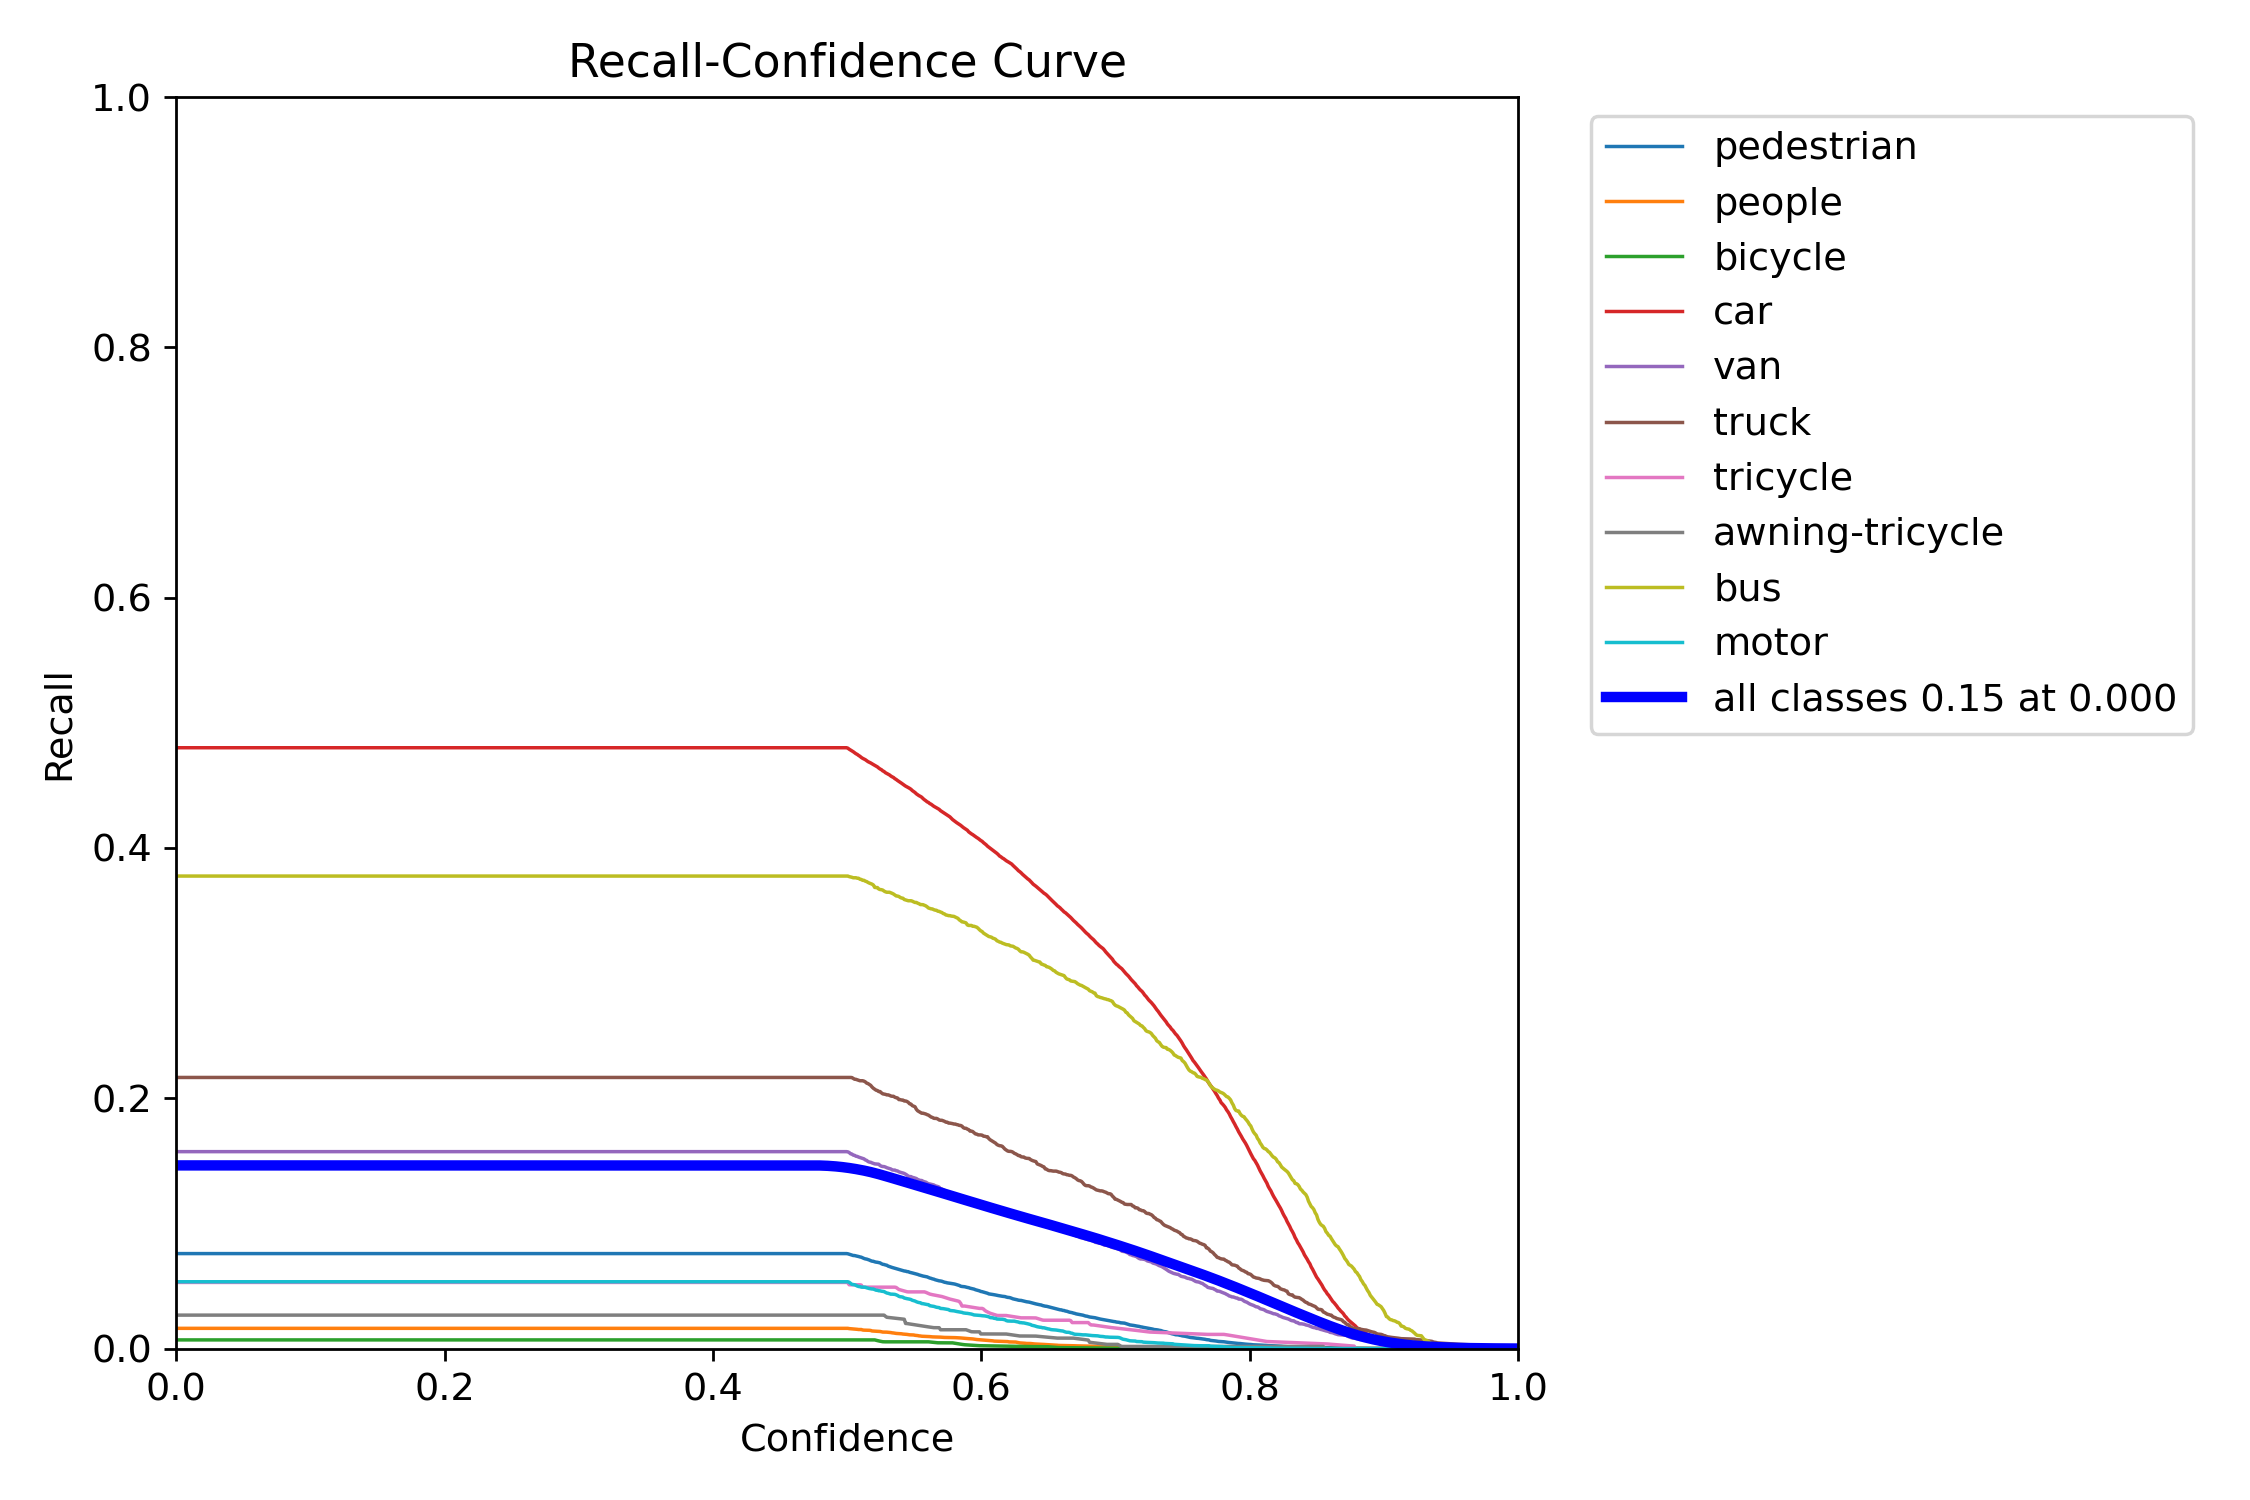 Recall-Confidence Curve
1.0
0.8
0.6
0.4
0.2
0.0
Recall
0.0 0.2 0.4 0.6 0.8 1.0
Confidence
pedestrian
people
bicycle
car
van
truck
tricycle
awning-tricycle
bus
motor
all classes 0.15 at 0.000